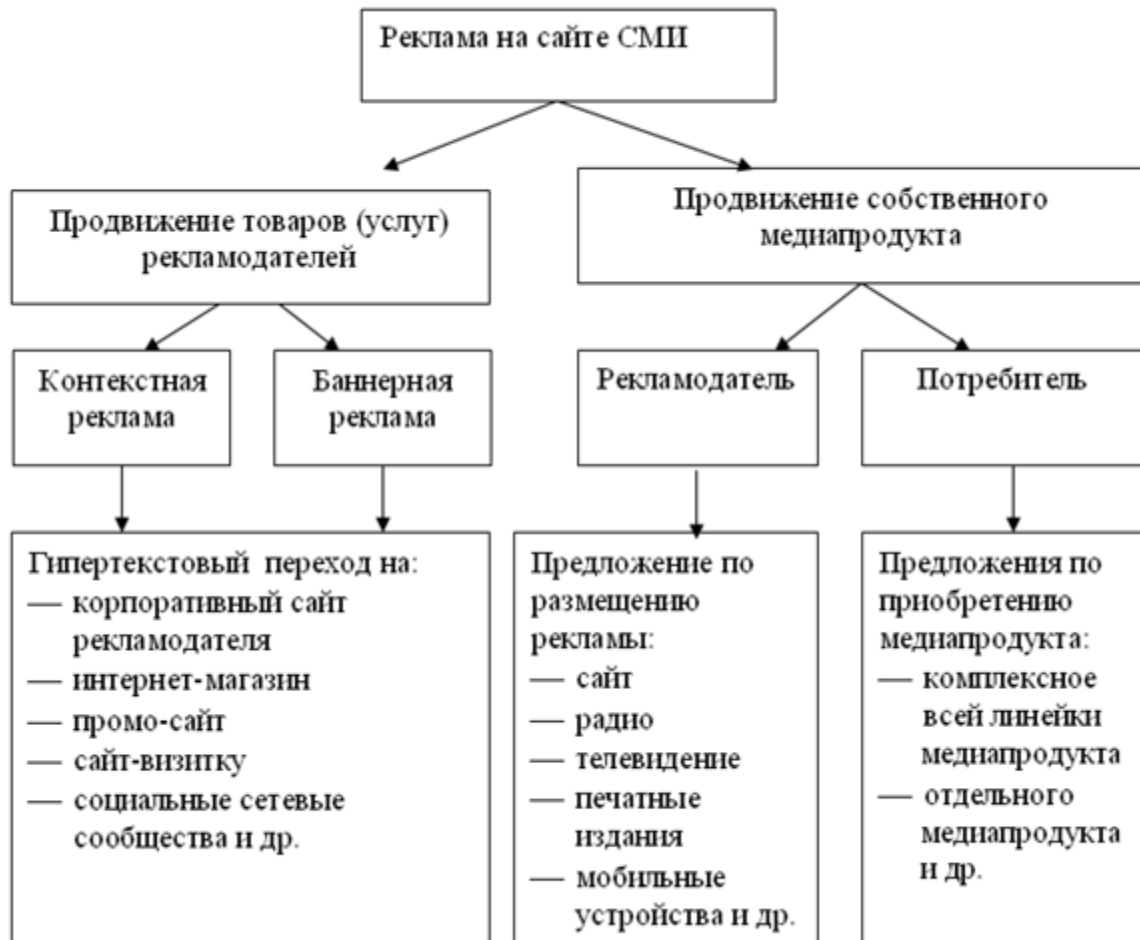 Реклама на сайте СМИ
Продвижение товаров (услуг)
рекламодателей
Продвижение собственного
медиапродукта
Контекстная
реклама
Баннерная
реклама
Рекламодатель
Потребитель
Гипертекстовый переход на:
— корпоративный сайт
рекламодателя
— интернет-магазин
— промо-сайт
— сайт-визитку
— социальные сетевые
сообщества и др.
Предложение по
размещению
рекламы:
— сайт
— радио
— телевидение
— печатные
издания
— мобильные
устройства и др.
Предложения по
приобретению
медиапродукта:
— комплексное
всей линейки
медиапродукта
— отдельного
медиапродукта
и др.